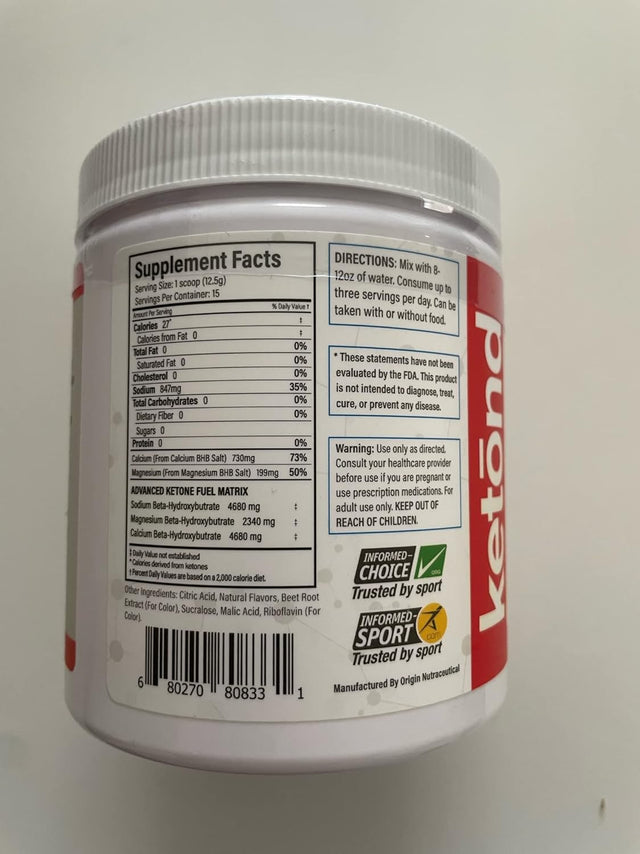 Supplement Facts
Serving Size: 1 scoop (12.5g)
Servings Per Container: 15
Amount Per Serving % Daily Value †
Calories 27* ‡
Calories from Fat 0 ‡
Total Fat 0 0%
Saturated Fat 0 0%
Cholesterol 0 0%
Sodium 847mg 35%
Total Carbohydrates 0 0%
Dietary Fiber 0 0%
Sugars 0
Protein 0 0%
Calcium (From Calcium BHB Salt) 730mg 73%
Magnesium (From Magnesium BHB Salt) 199mg 50%
ADVANCED KETONE FUEL MATRIX
Sodium Beta-Hydroxybutrate 4680 mg ‡
Magnesium Beta-Hydroxybutrate 2340 mg ‡
Calcium Beta-Hydroxybutrate 4680 mg ‡
‡ Daily Value not established
*Calories derived from ketones
† Percent Daily Values are based on a 2,000 calorie diet.
Other Ingredients: Citric Acid, Natural Flavors, Beet Root
Extract (For Color), Sucralose, Malic Acid, Riboflavin (For
Color).
6 80270 80833 1
DIRECTIONS: Mix with 8-
12oz of water. Consume up to
three servings per day. Can be
taken with or without food.
* These statements have not been
evaluated by the FDA. This product
is not intended to diagnose, treat,
cure, or prevent any disease.
Warning: Use only as directed.
Consult your healthcare provider
before use if you are pregnant or
use prescription medications. For
adult use only. KEEP OUT OF
REACH OF CHILDREN.
INFORMED-
CHOICE
Trusted by sport
INFORMED-
SPORT
Trusted by sport
Manufactured By Origin Nutraceutical
ketōnd